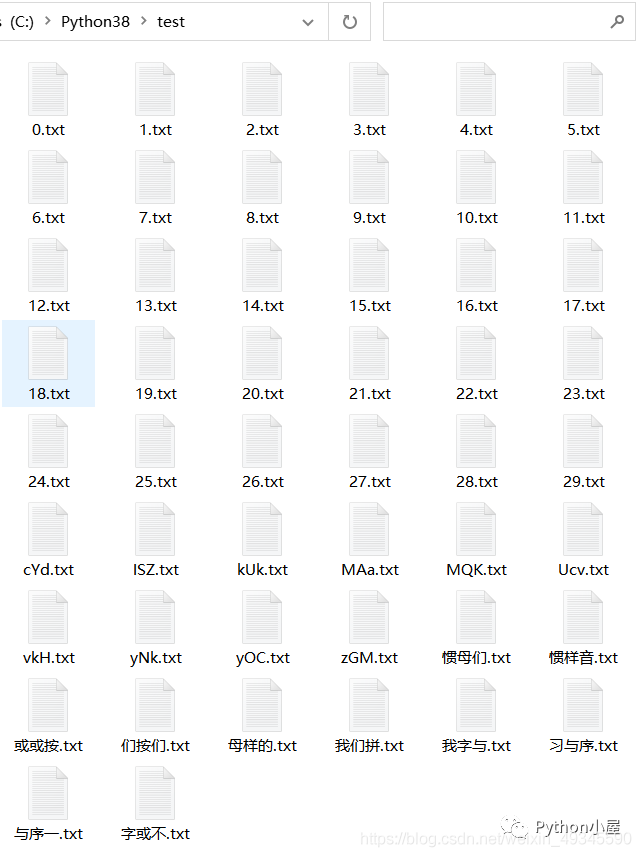 s (C:) > Python38 > test
0.txt 1.txt 2.txt 3.txt 4.txt 5.txt
6.txt 7.txt 8.txt 9.txt 10.txt 11.txt
12.txt 13.txt 14.txt 15.txt 16.txt 17.txt
18.txt 19.txt 20.txt 21.txt 22.txt 23.txt
24.txt 25.txt 26.txt 27.txt 28.txt 29.txt
cYd.txt ISZ.txt kUk.txt MAa.txt MQK.txt Ucv.txt
vkH.txt yNk.txt yOC.txt zGM.txt 惯母们.txt 惯样音.txt
或或按.txt 们按们.txt 母样的.txt 我们拼.txt 我字与.txt 习与序.txt
与序一.txt 字或不.txt
Python小屋
https://blog.csdn.net/weixin_49345590